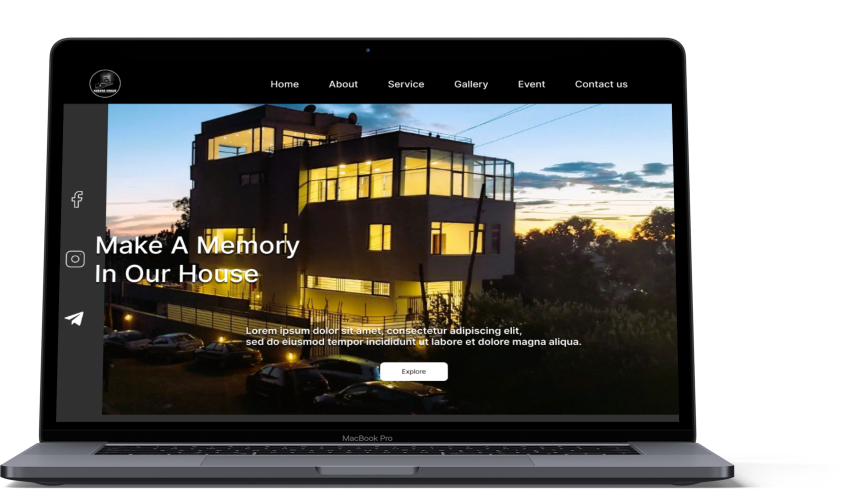 Home About Service Gallery Event Contact us
Make A Memory
In Our House
Lorem ipsum dolor sit amet, consectetur adipiscing elit,
sed do eiusmod tempor incididunt ut labore et dolore magna aliqua.
Explore
MacBook Pro